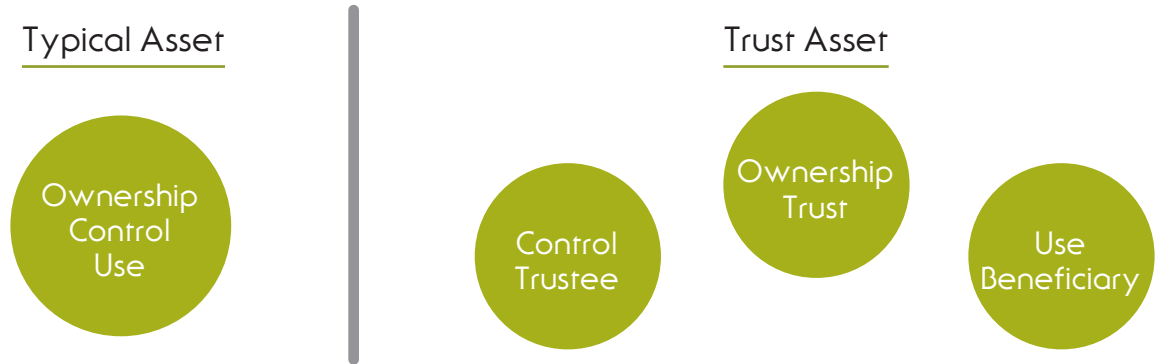 Typical Asset
Ownership
Control
Use
Trust Asset
Control
Trustee
Ownership
Trust
Use
Beneficiary